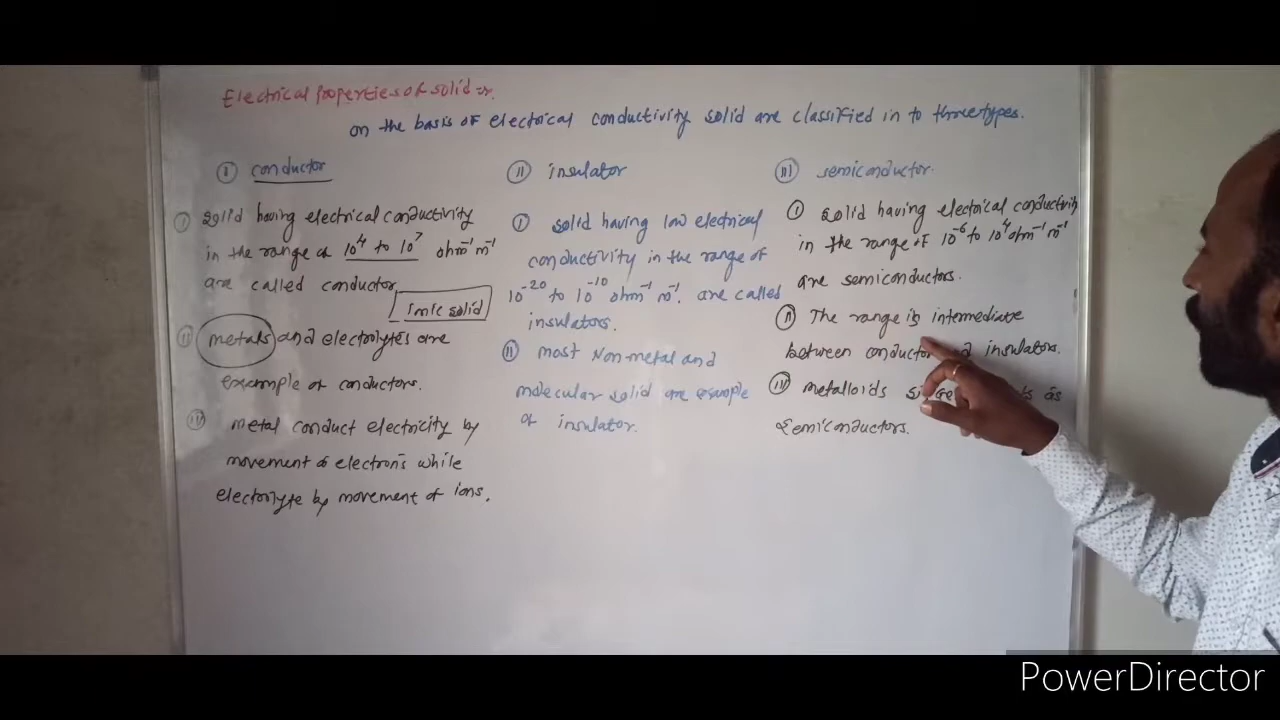 Electrical Properties of solid :-
on the basis of electrical conductivity solid are classified in to three types.
(I) conductor
(i) solid having electrical conductivity
in the range of 10⁴ to 10⁷ ohm⁻¹ m⁻¹
are called conductor
Ionic solid
(ii) metals and electrolytes are
example of conductors.
(iii) metal conduct electricity by
movement of electrons while
electrolyte by movement of ions.
(II) insulator
(i) solid having low electrical
conductivity in the range of
10⁻²⁰ to 10⁻¹⁰ ohm⁻¹ m⁻¹. are called
insulators.
(ii) most Non-metal and
molecular solid are example
of insulator.
(III) semiconductor.
(i) solid having electrical conductivity
in the range of 10⁻⁶ to 10⁴ ohm⁻¹ m⁻¹
are semiconductors.
(ii) The range is intermediate
between conductor insulators.
(iii) metalloids as
semiconductors.
PowerDirector